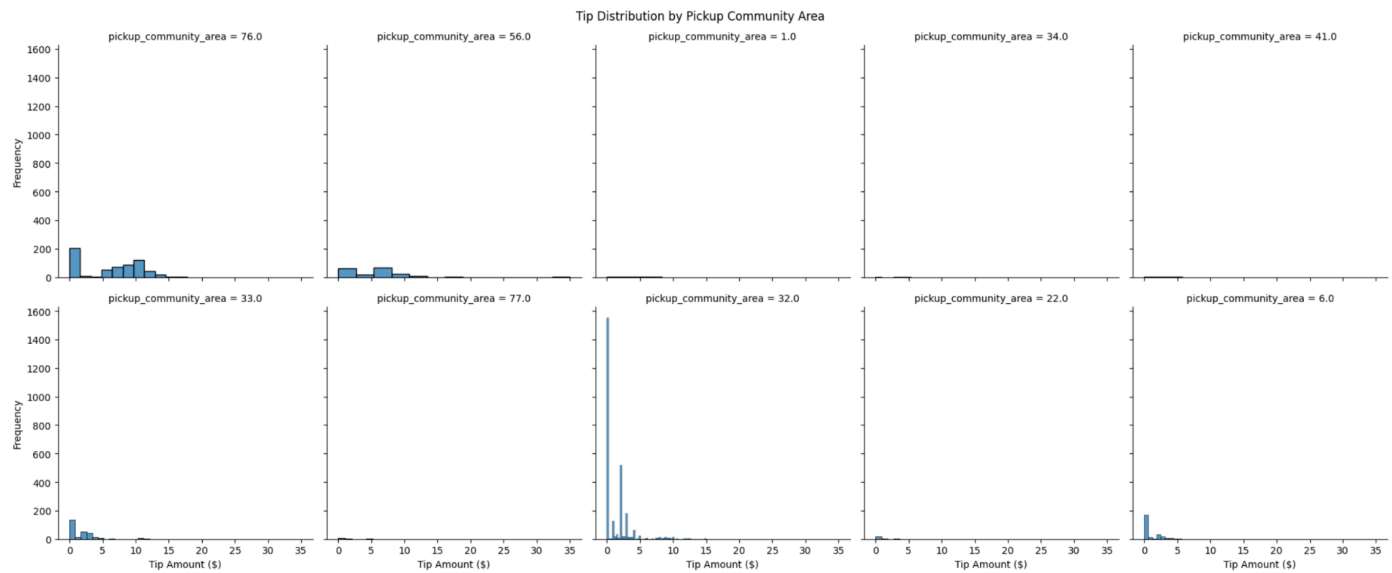 Tip Distribution by Pickup Community Area
pickup_community_area = 76.0
pickup_community_area = 56.0
pickup_community_area = 1.0
pickup_community_area = 34.0
pickup_community_area = 41.0
1600
1400
1200
1000
800
600
400
200
0
Frequency
pickup_community_area = 33.0
pickup_community_area = 77.0
pickup_community_area = 32.0
pickup_community_area = 22.0
pickup_community_area = 6.0
1600
1400
1200
1000
800
600
400
200
0
Frequency
0 5 10 15 20 25 30 35
0 5 10 15 20 25 30 35
0 5 10 15 20 25 30 35
0 5 10 15 20 25 30 35
0 5 10 15 20 25 30 35
Tip Amount ($)
Tip Amount ($)
Tip Amount ($)
Tip Amount ($)
Tip Amount ($)